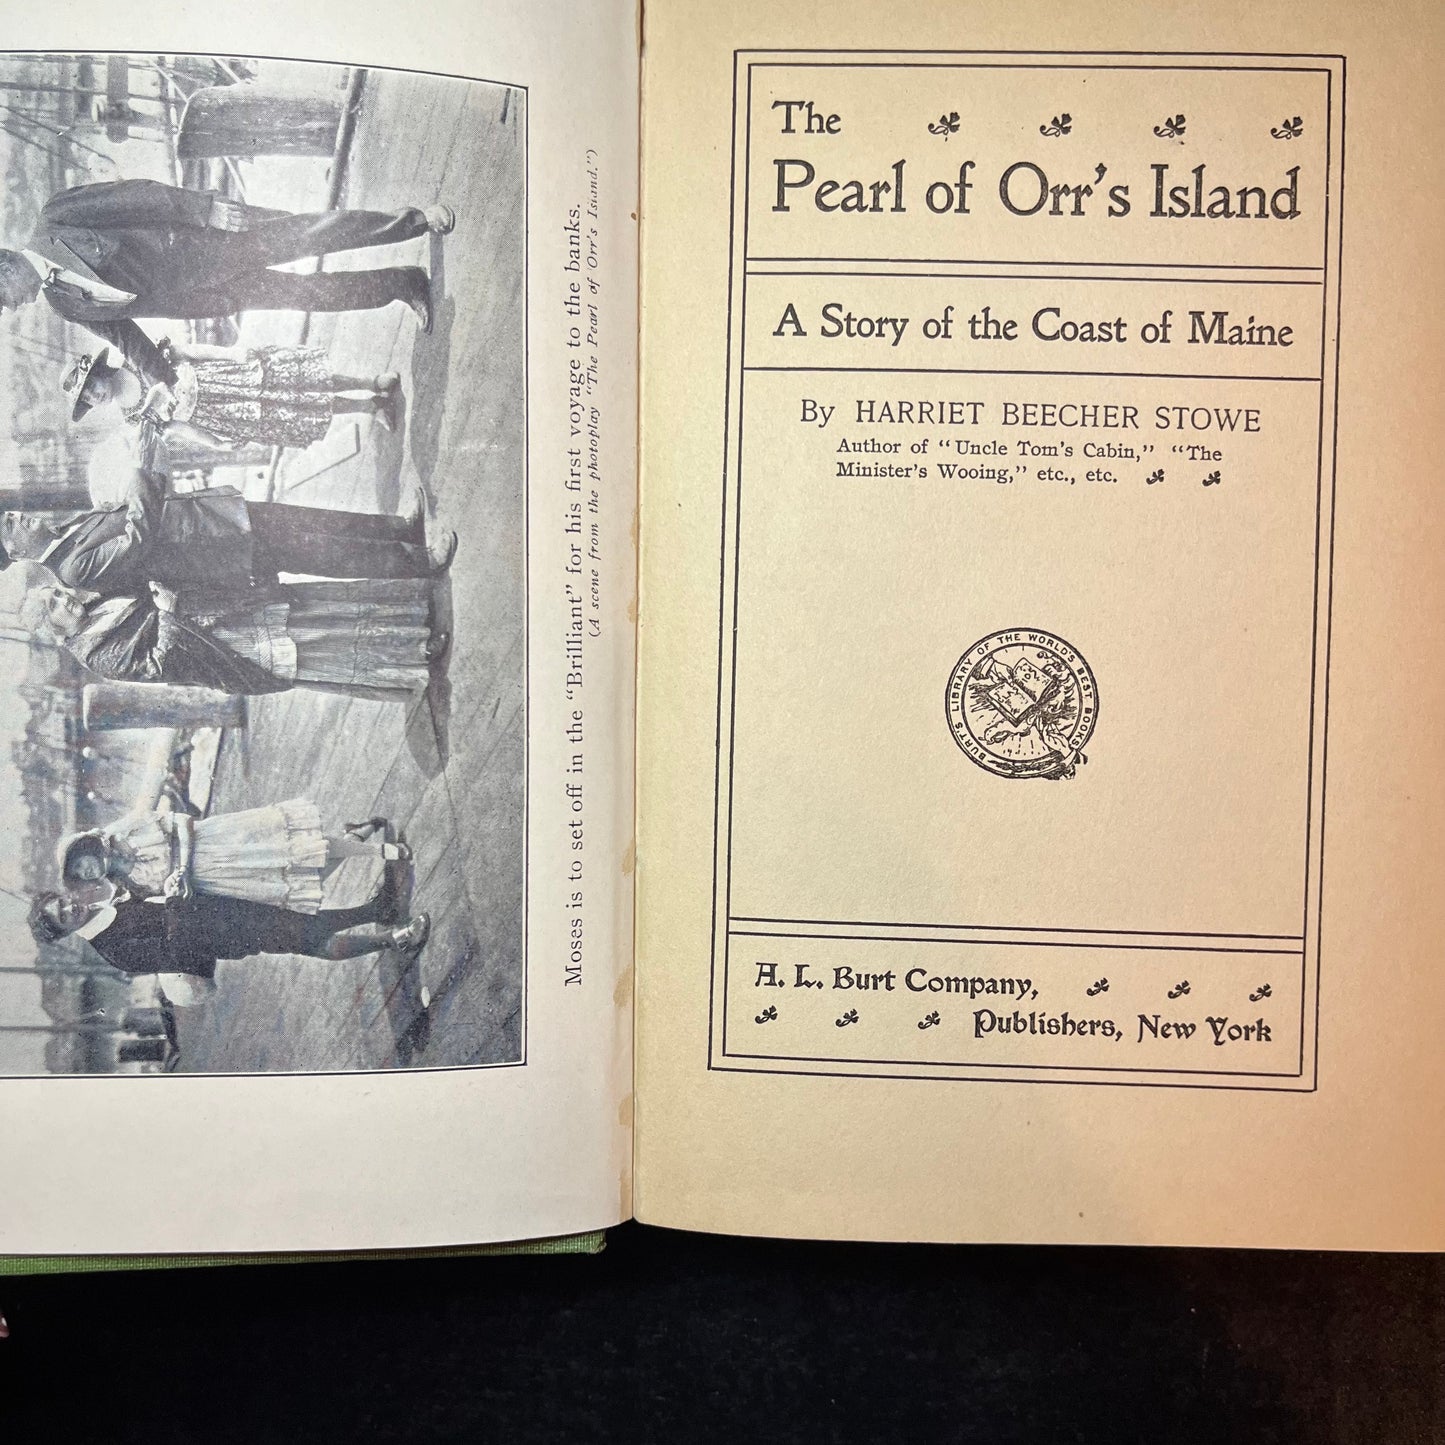 Moses is to set off in the “Brilliant” for his first voyage to the banks.
(A scene from the photoplay “The Pearl of Orr's Island.”)
The
Pearl of Orr's Island
A Story of the Coast of Maine
By HARRIET BEECHER STOWE
Author of “Uncle Tom's Cabin,” “The
Minister's Wooing,” etc., etc.
BURT'S LIBRARY OF THE WORLD'S BEST BOOKS
A. L. Burt Company,
Publishers, New York